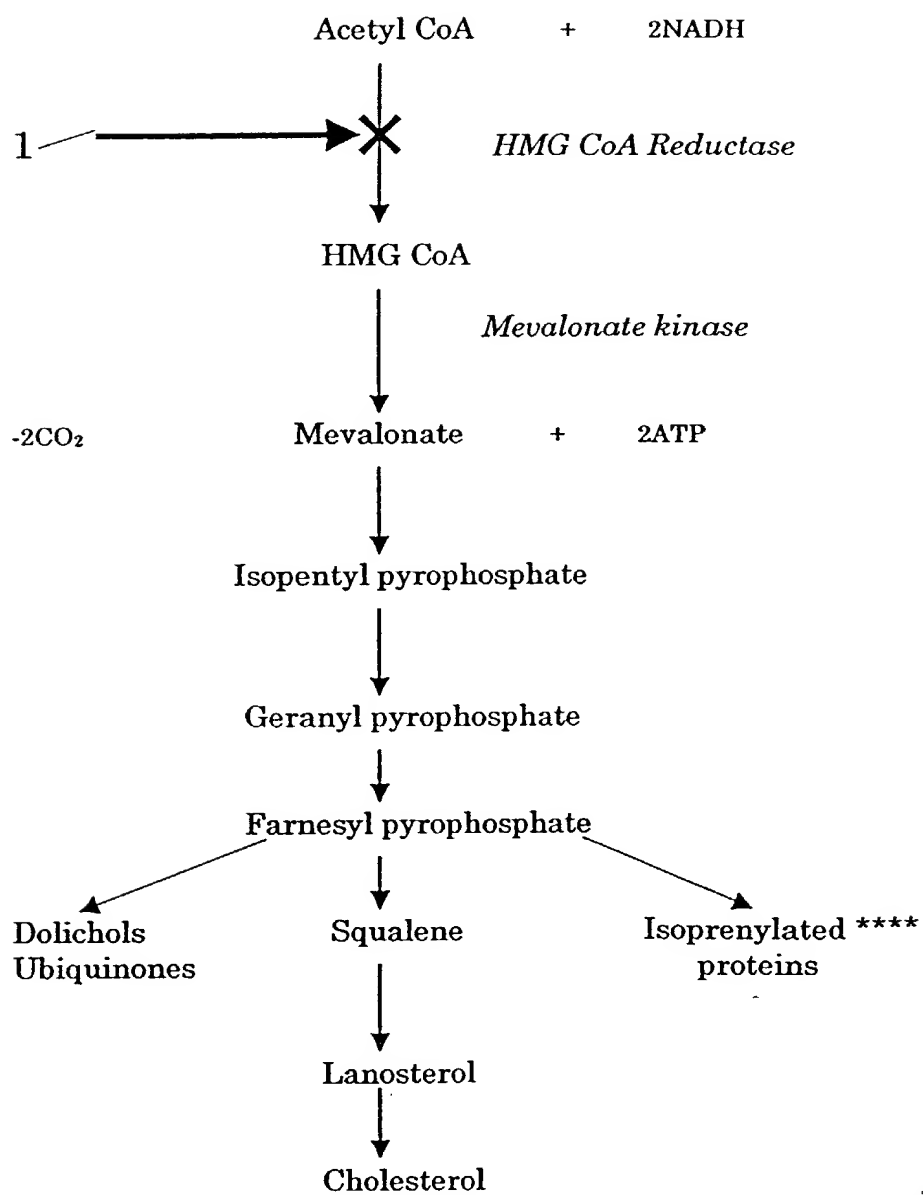 Acetyl CoA + 2NADH
1
HMG CoA Reductase
HMG CoA
Mevalonate kinase
-2CO₂ Mevalonate + 2ATP
Isopentyl pyrophosphate
Geranyl pyrophosphate
Farnesyl pyrophosphate
Dolichols
Ubiquinones
Squalene
Isoprenylated ****
proteins
Lanosterol
Cholesterol